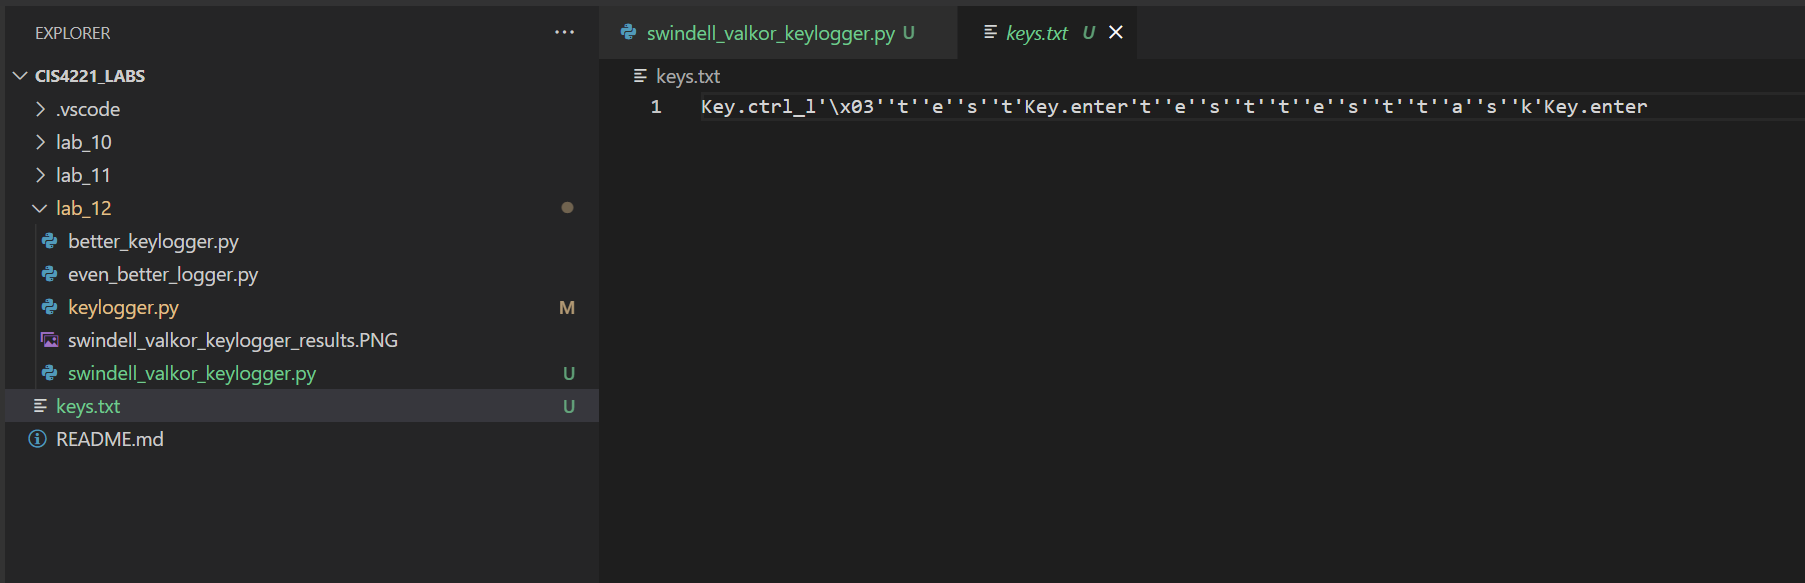 EXPLORER
CIS4221_LABS
.vscode
lab_10
lab_11
lab_12
better_keylogger.py
even_better_logger.py
keylogger.py M
swindell_valkor_keylogger_results.PNG
swindell_valkor_keylogger.py U
keys.txt U
README.md
swindell_valkor_keylogger.py U keys.txt U
keys.txt
1 Key.ctrl_l'\x03''t''e''s''t'Key.enter't''e''s''t''t''e''s''t''t''a''s''k'Key.enter